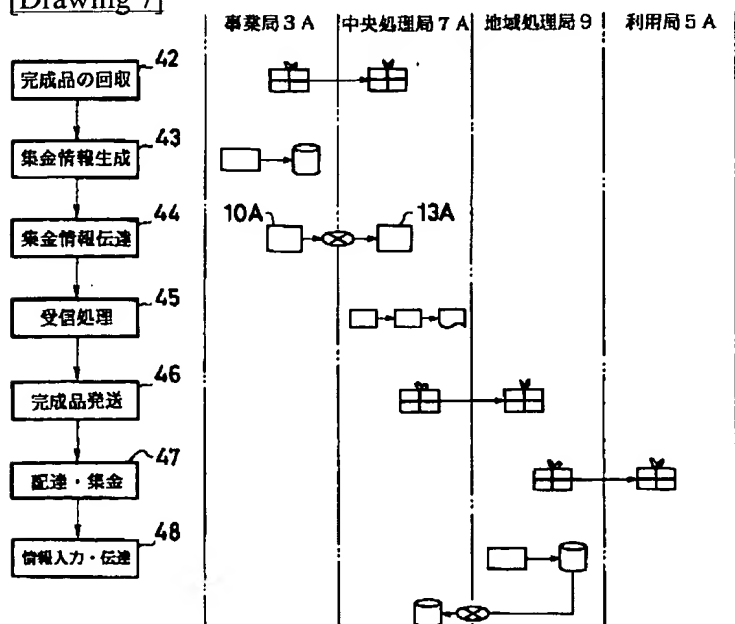 [Drawing 7]
事業局3A 中央処理局7A 地域処理局9 利用局5A
完成品の回収 42
集金情報生成 43
集金情報伝達 44 10A 13A
受信処理 45
完成品発送 46
配達・集金 47
情報入力・伝達 48